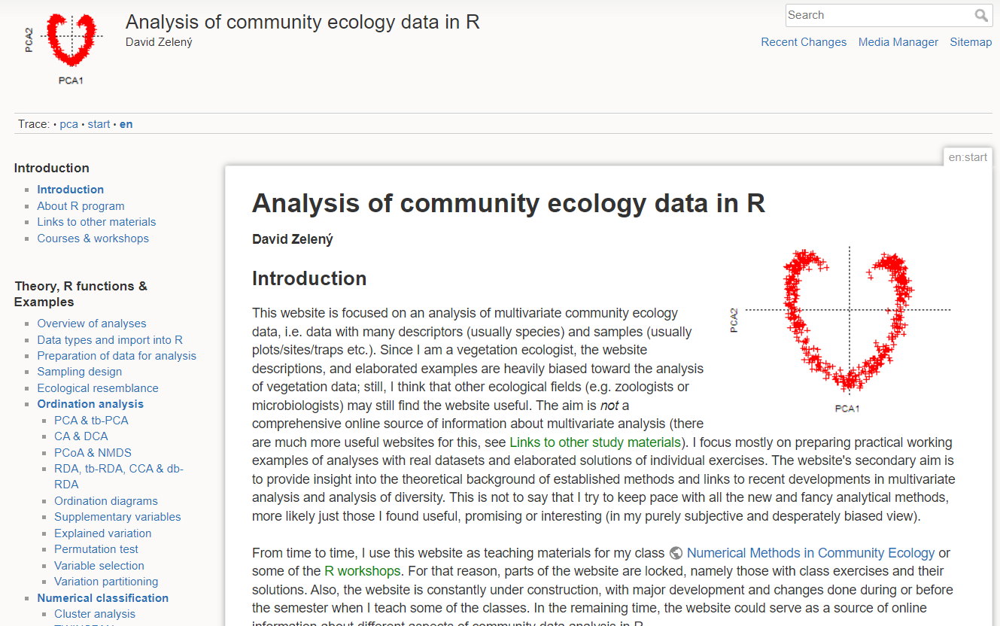 Analysis of community ecology data in R
David Zelený
PCA2
PCA1
Search
Recent Changes Media Manager Sitemap
Trace: • pca • start • en
Introduction
Introduction
About R program
Links to other materials
Courses & workshops
Theory, R functions &
Examples
Overview of analyses
Data types and import into R
Preparation of data for analysis
Sampling design
Ecological resemblance
Ordination analysis
PCA & tb-PCA
CA & DCA
PCoA & NMDS
RDA, tb-RDA, CCA & db-
RDA
Ordination diagrams
Supplementary variables
Explained variation
Permutation test
Variable selection
Variation partitioning
Numerical classification
Cluster analysis
en:start
Analysis of community ecology data in R
David Zelený
Introduction
PCA2
PCA1
This website is focused on an analysis of multivariate community ecology
data, i.e. data with many descriptors (usually species) and samples (usually
plots/sites/traps etc.). Since I am a vegetation ecologist, the website
descriptions, and elaborated examples are heavily biased toward the analysis
of vegetation data; still, I think that other ecological fields (e.g. zoologists or
microbiologists) may still find the website useful. The aim is not a
comprehensive online source of information about multivariate analysis (there
are much more useful websites for this, see Links to other study materials). I focus mostly on preparing practical working
examples of analyses with real datasets and elaborated solutions of individual exercises. The website's secondary aim is
to provide insight into the theoretical background of established methods and links to recent developments in multivariate
analysis and analysis of diversity. This is not to say that I try to keep pace with all the new and fancy analytical methods,
more likely just those I found useful, promising or interesting (in my purely subjective and desperately biased view).
From time to time, I use this website as teaching materials for my class Numerical Methods in Community Ecology or
some of the R workshops. For that reason, parts of the website are locked, namely those with class exercises and their
solutions. Also, the website is constantly under construction, with major development and changes done during or before
the semester when I teach some of the classes. In the remaining time, the website could serve as a source of online
information about different aspects of community data analysis in R.